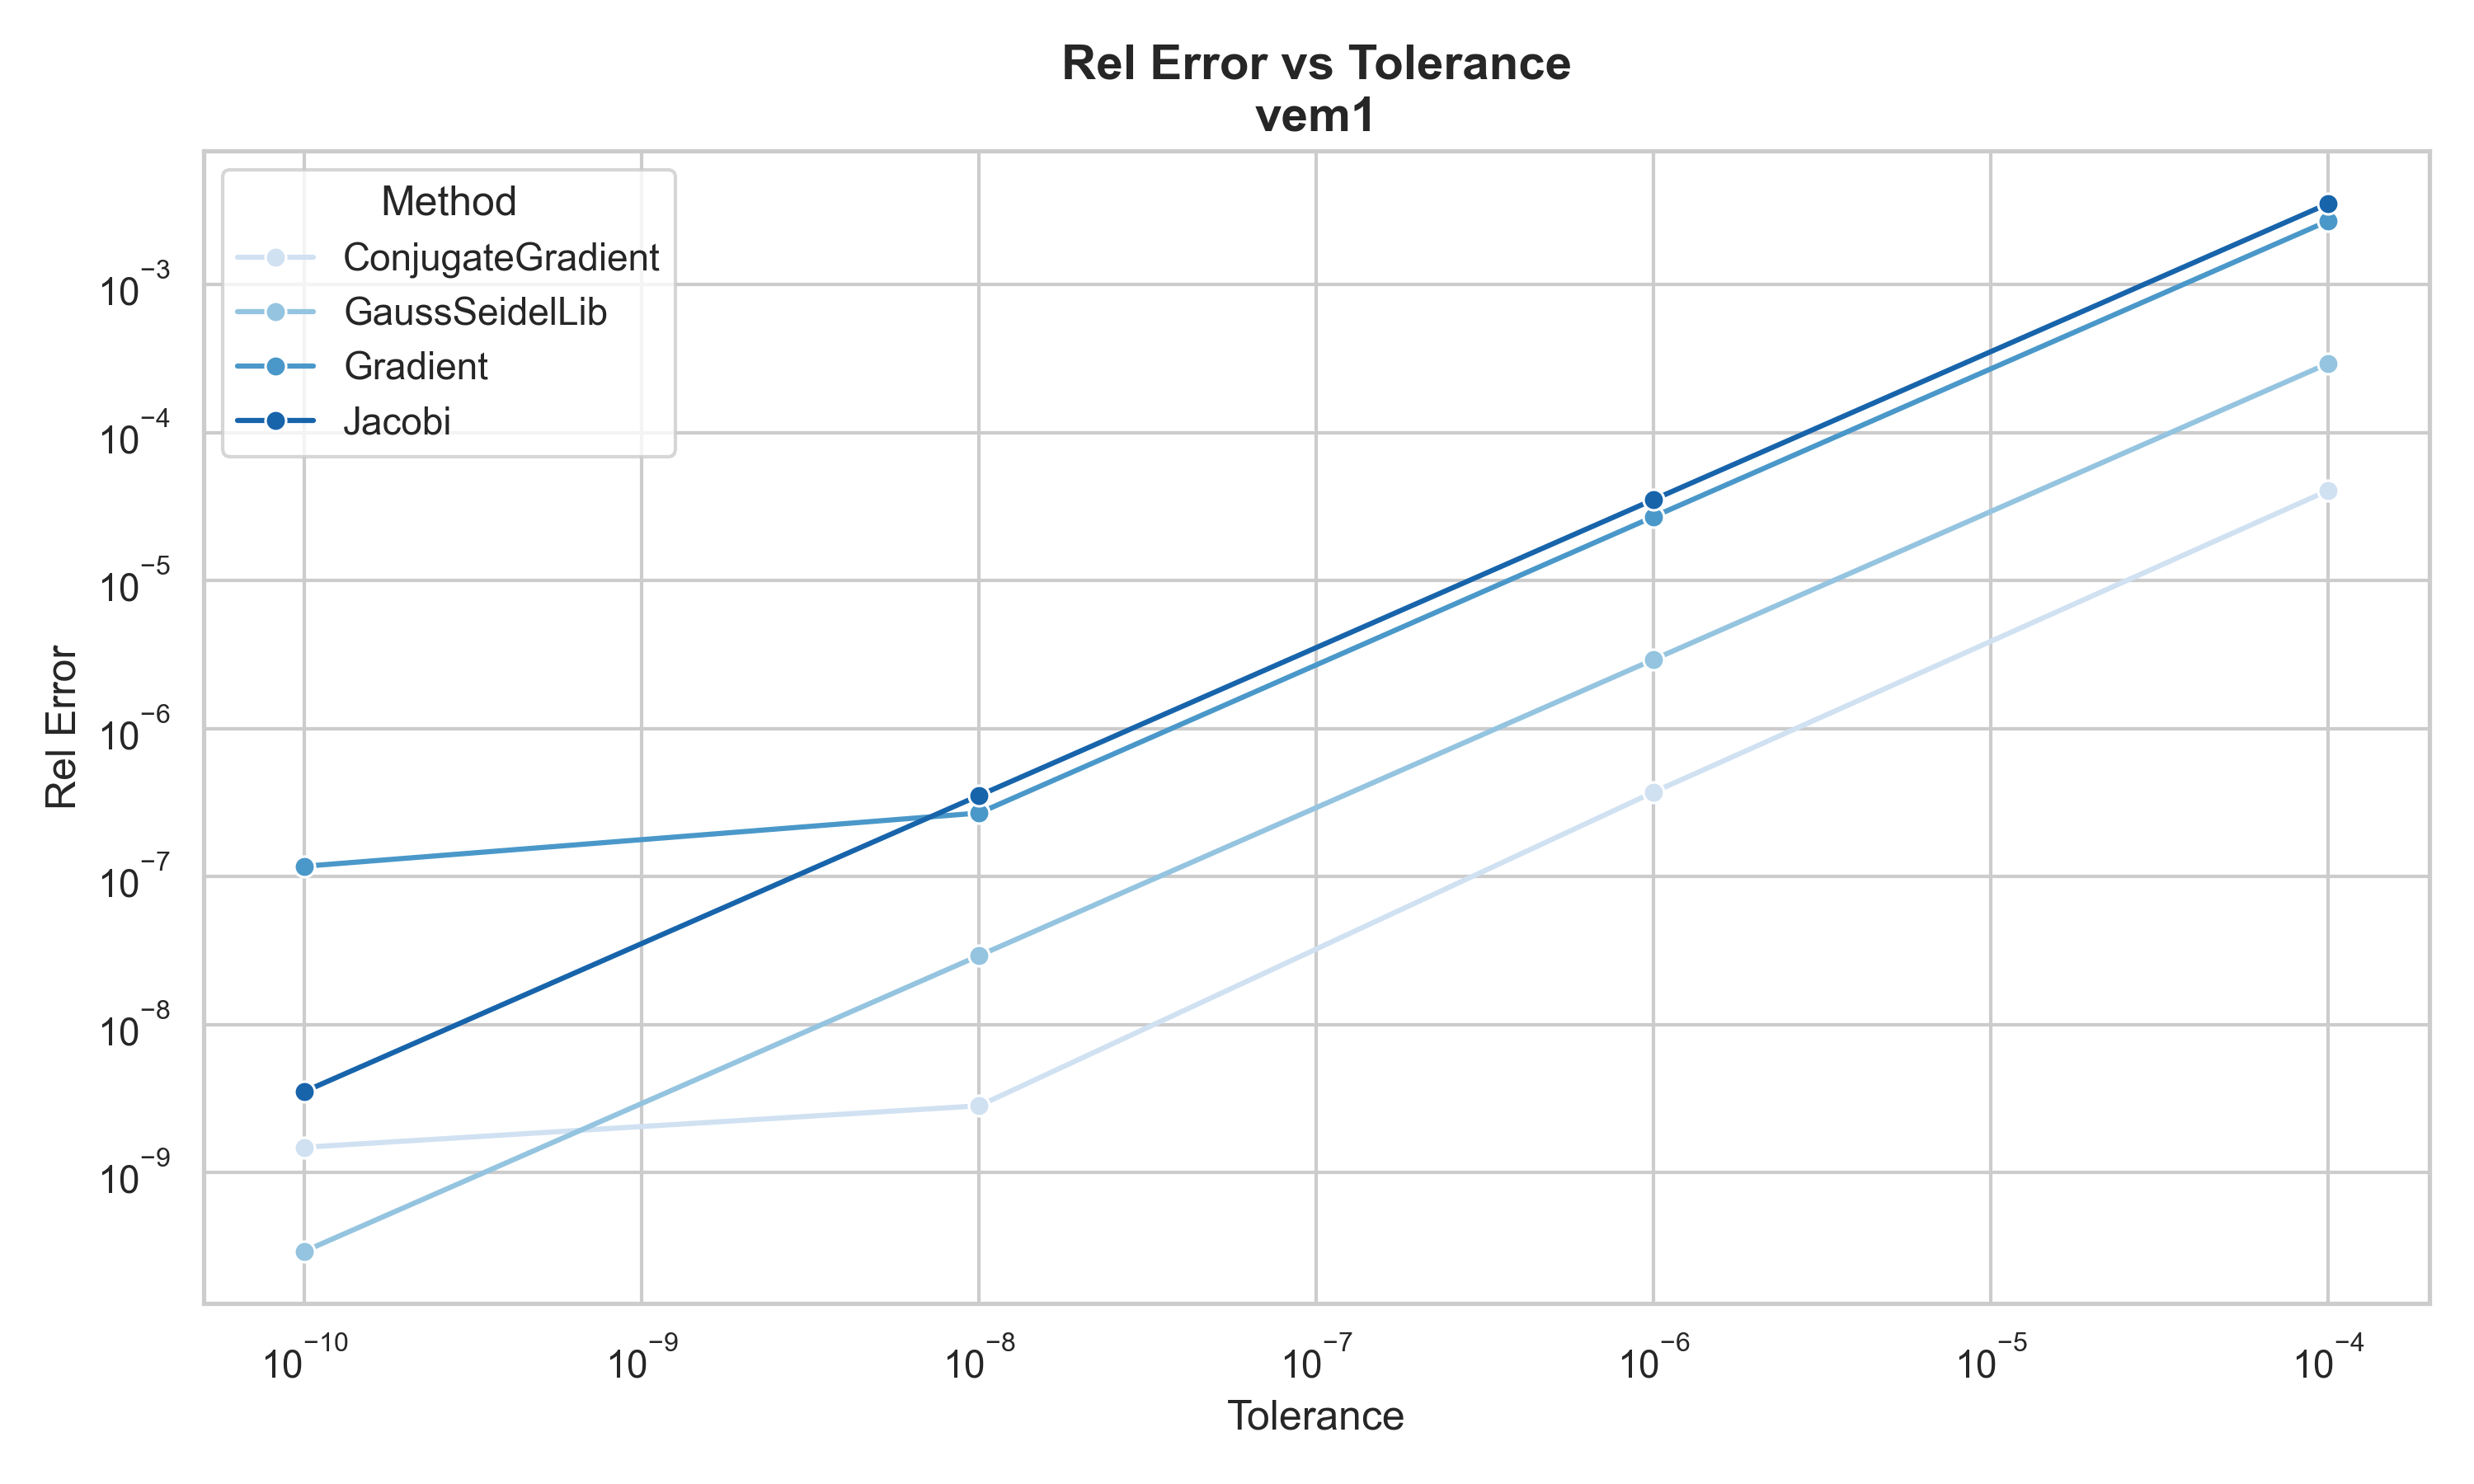 Rel Error vs Tolerance
vem1
Method
ConjugateGradient
GaussSeidelLib
Gradient
Jacobi
10⁻³
10⁻⁴
10⁻⁵
10⁻⁶
10⁻⁷
10⁻⁸
10⁻⁹
Rel Error
10⁻¹⁰ 10⁻⁹ 10⁻⁸ 10⁻⁷ 10⁻⁶ 10⁻⁵ 10⁻⁴
Tolerance